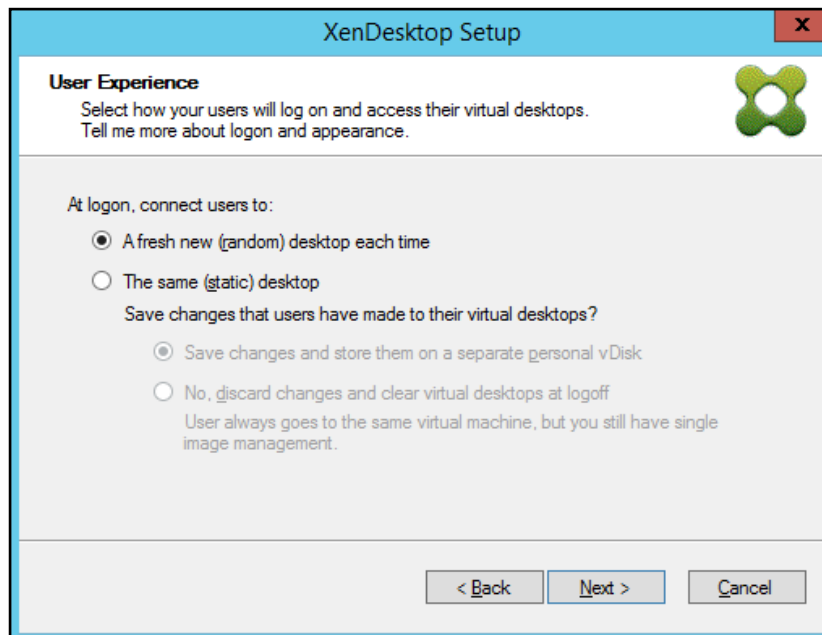 XenDesktop Setup
x
User Experience
Select how your users will log on and access their virtual desktops.
Tell me more about logon and appearance.
At logon, connect users to:
A fresh new (random) desktop each time
The same (static) desktop
Save changes that users have made to their virtual desktops?
Save changes and store them on a separate personal vDisk
No, discard changes and clear virtual desktops at logoff
User always goes to the same virtual machine, but you still have single
image management.
< Back Next > Cancel